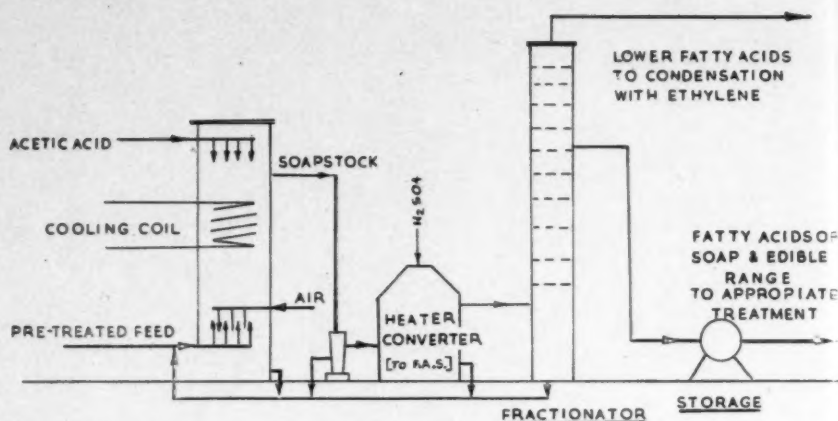 LOWER FATTY ACIDS
TO CONDENSATION
WITH ETHYLENE
ACETIC ACID
SOAPSTOCK
H2SO4
COOLING COIL
FATTY ACIDS OF
SOAP & EDIBLE
RANGE
TO APPROPIATE
TREATMENT
AIR
PRE-TREATED FEED
HEATER
CONVERTER
[TO F.A.S.]
FRACTIONATOR
STORAGE